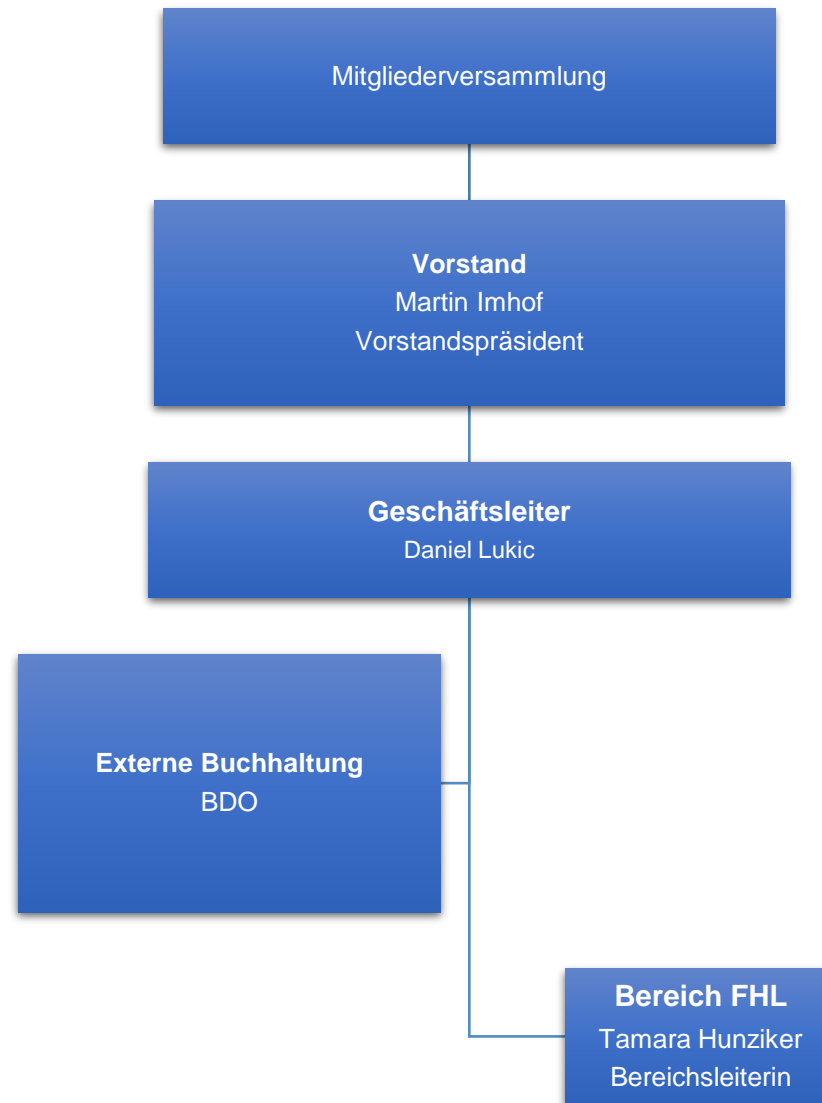 Mitgliederversammlung
Vorstand
Martin Imhof
Vorstandspräsident
Geschäftsleiter
Daniel Lukic
Externe Buchhaltung
BDO
Bereich FHL
Tamara Hunziker
Bereichsleiterin